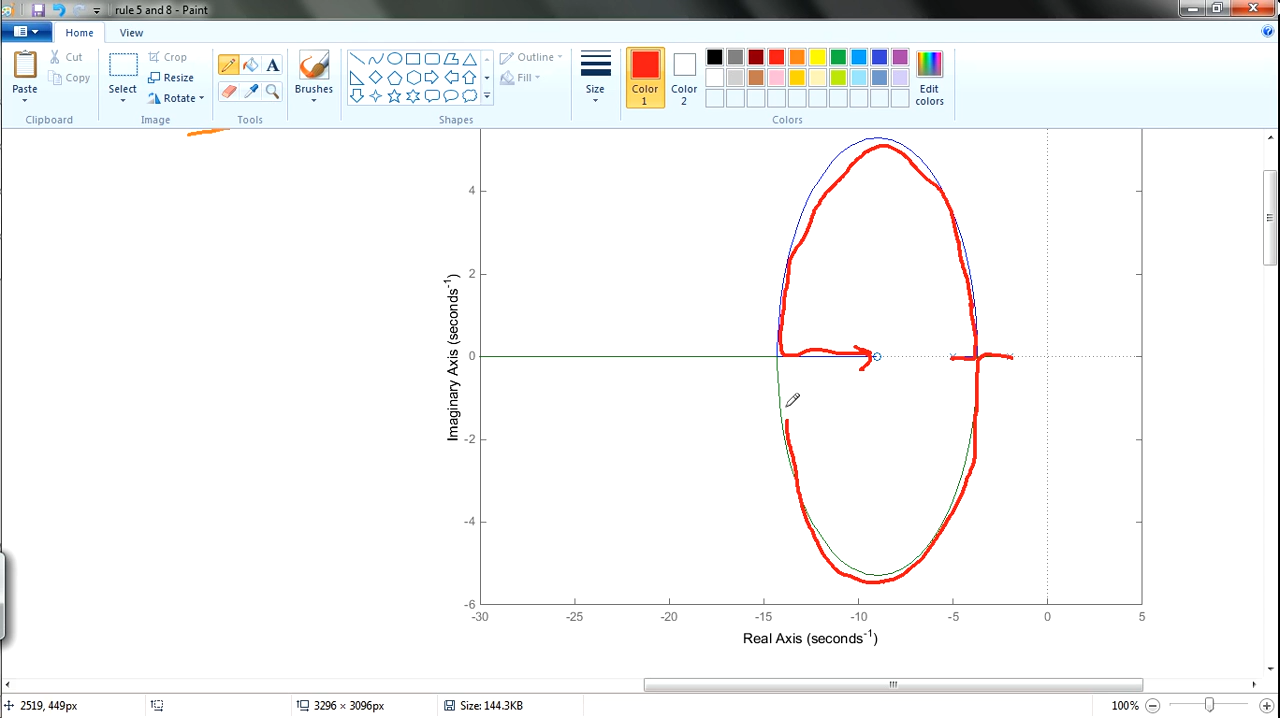 rule 5 and 8 - Paint
Home View
Paste
Cut
Copy
Clipboard
Select
Crop
Resize
Rotate
Image
A
Tools
Brushes
Outline
Fill
Shapes
Size
Color 1
Color 2
Edit colors
Colors
4
2
0
-2
-4
-6
Imaginary Axis (seconds⁻¹)
-30 -25 -20 -15 -10 -5 0 5
Real Axis (seconds⁻¹)
2519, 449px
3296 × 3096px
Size: 144.3KB
100%